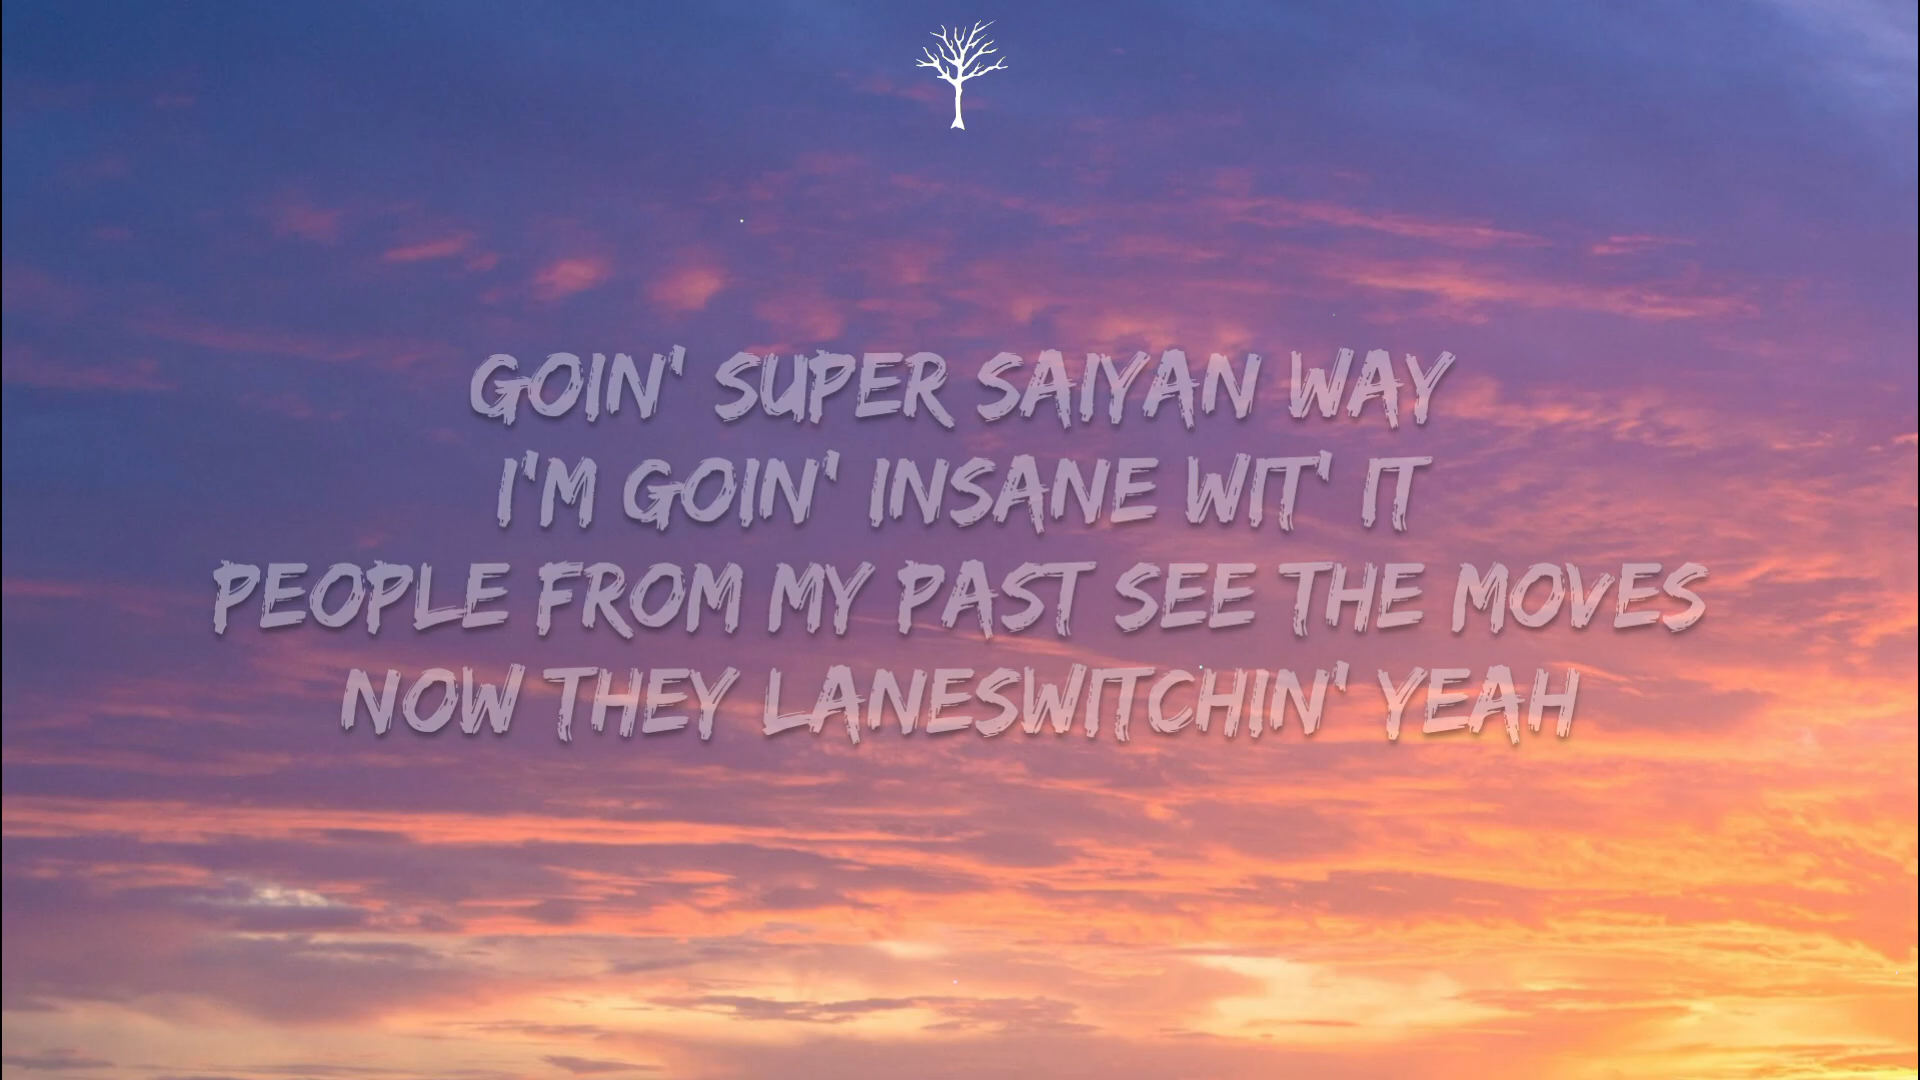 GOIN' SUPER SAIYAN WAY
I'M GOIN' INSANE WIT' IT
PEOPLE FROM MY PAST SEE THE MOVES
NOW THEY LANESWITCHIN' YEAH